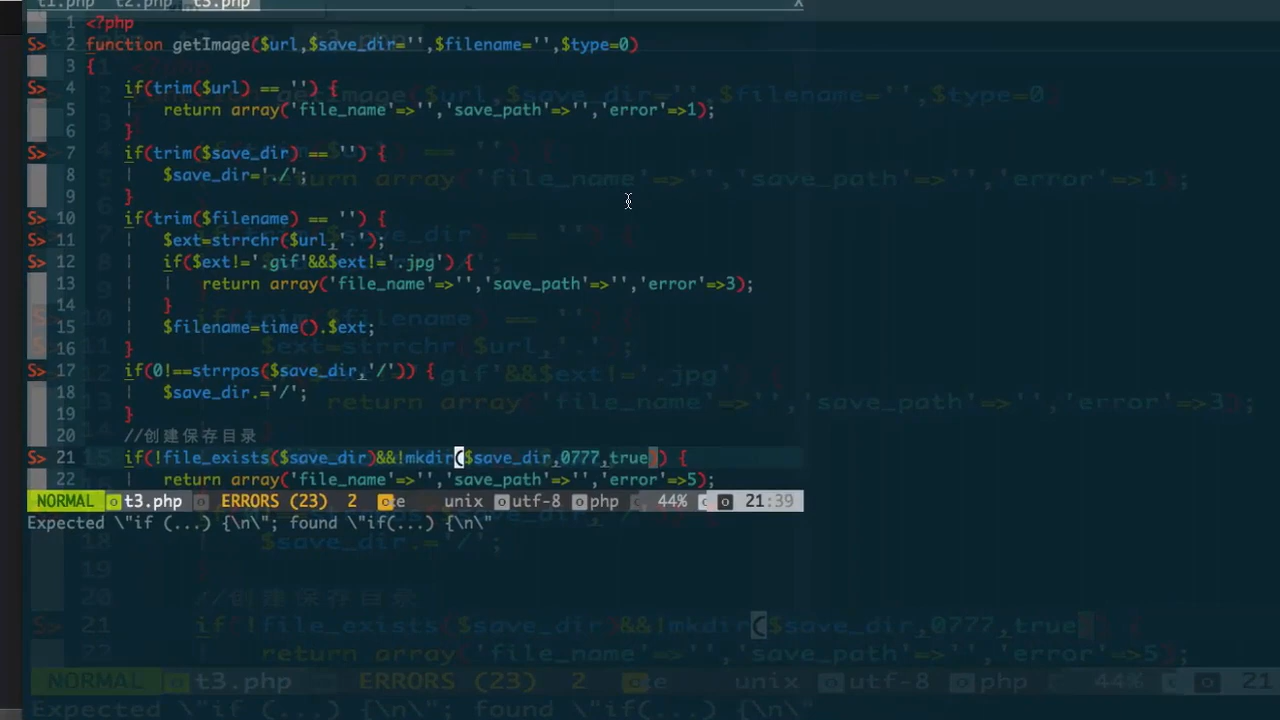 t1.php t2.php t3.php X
1 <?php
S> 2 function getImage($url,$save_dir='',$filename='',$type=0)
3 {
S> 4 if(trim($url) == '') {
S> 5 return array('file_name'=>'','save_path'=>'','error'=>1);
6 }
S> 7 if(trim($save_dir) == '') {
S> 8 $save_dir='./';
9 }
S> 10 if(trim($filename) == '') {
S> 11 $ext=strrchr($url,'.');
S> 12 if($ext!='.gif'&&$ext!='.jpg') {
13 return array('file_name'=>'','save_path'=>'','error'=>3);
14 }
S> 15 $filename=time().$ext;
16 }
S> 17 if(0!==strrpos($save_dir,'/')) {
S> 18 $save_dir.='/';
19 }
20 //创建保存目录
S> 21 if(!file_exists($save_dir)&&!mkdir($save_dir,0777,true)) {
22 return array('file_name'=>'','save_path'=>'','error'=>5);
NORMAL t3.php ERRORS (23) 2 unix utf-8 php 44% 21:39
Expected \"if (...) {\n\"; found \"if(...) {\n\"